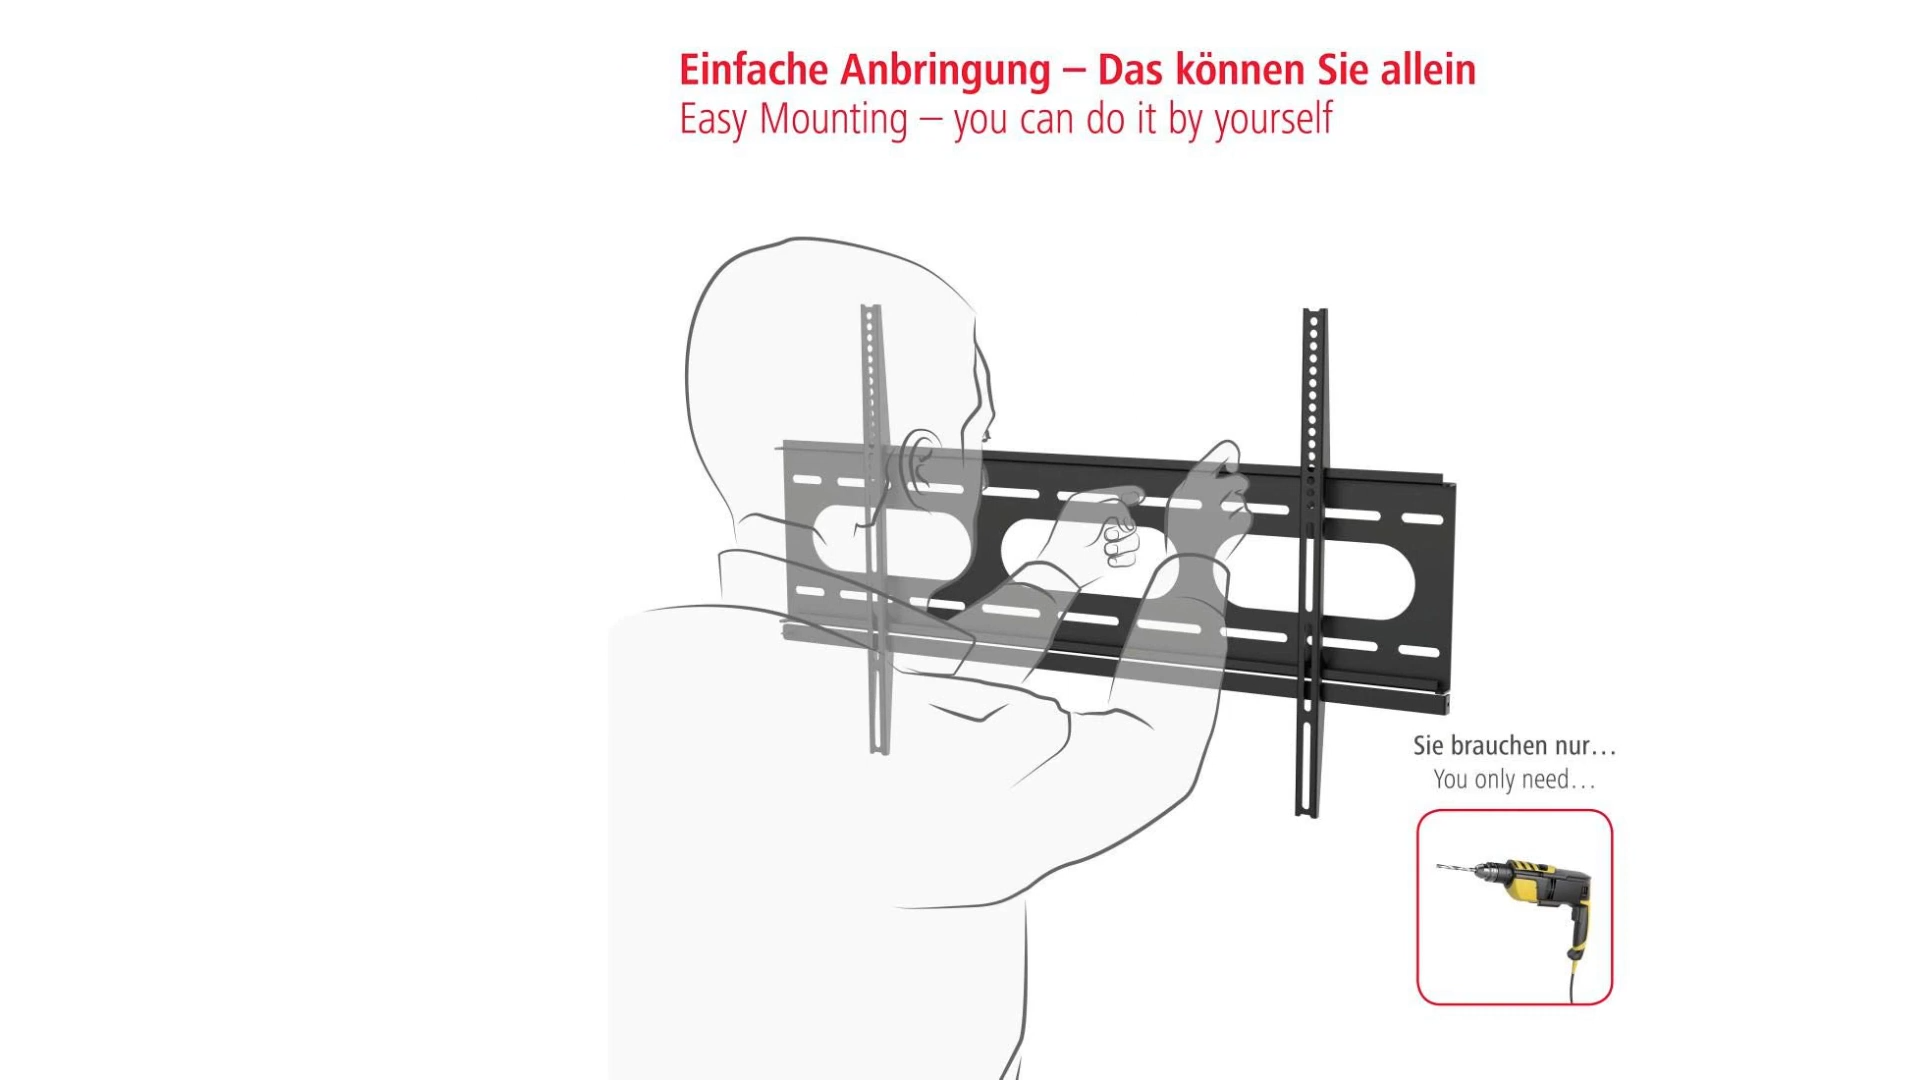 Einfache Anbringung – Das können Sie allein
Easy Mounting – you can do it by yourself
Sie brauchen nur…
You only need…